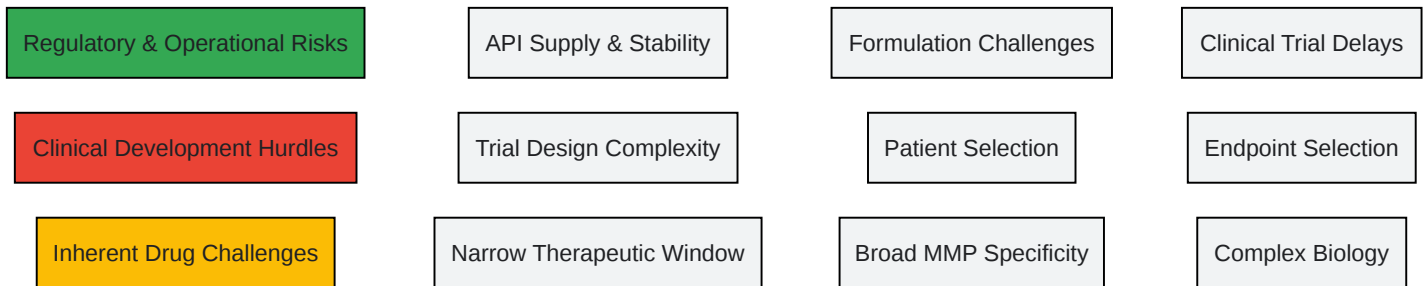 Regulatory & Operational Risks
API Supply & Stability
Formulation Challenges
Clinical Trial Delays
Clinical Development Hurdles
Trial Design Complexity
Patient Selection
Endpoint Selection
Inherent Drug Challenges
Narrow Therapeutic Window
Broad MMP Specificity
Complex Biology